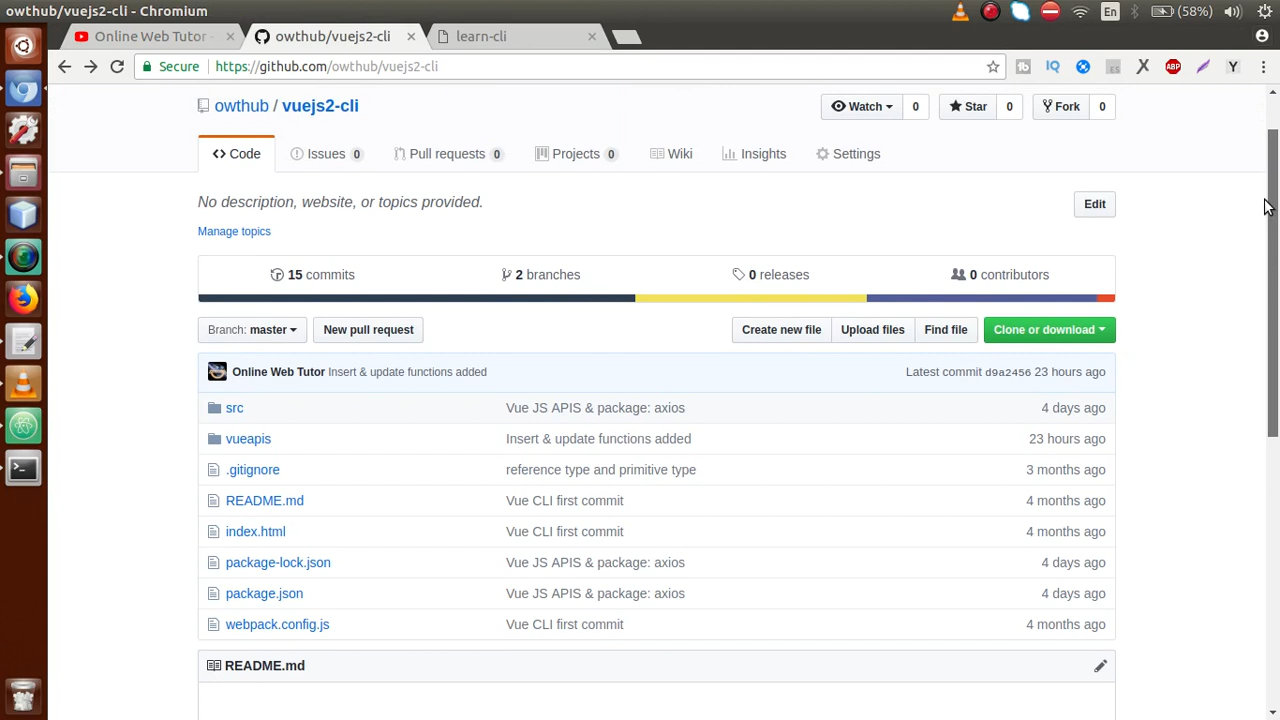 owthub/vuejs2-cli - Chromium
En
(58%)
Online Web Tutor -
owthub/vuejs2-cli
learn-cli
Secure
https://github.com/owthub/vuejs2-cli
IQ
ES
ABP
owthub / vuejs2-cli
Watch 0
Star 0
Fork 0
Code
Issues 0
Pull requests 0
Projects 0
Wiki
Insights
Settings
No description, website, or topics provided.
Edit
Manage topics
15 commits
2 branches
0 releases
0 contributors
Branch: master
New pull request
Create new file
Upload files
Find file
Clone or download
Online Web Tutor Insert & update functions added
Latest commit d9a2456 23 hours ago
src Vue JS APIS & package: axios 4 days ago
vueapis Insert & update functions added 23 hours ago
.gitignore reference type and primitive type 3 months ago
README.md Vue CLI first commit 4 months ago
index.html Vue CLI first commit 4 months ago
package-lock.json Vue JS APIS & package: axios 4 days ago
package.json Vue JS APIS & package: axios 4 days ago
webpack.config.js Vue CLI first commit 4 months ago
README.md